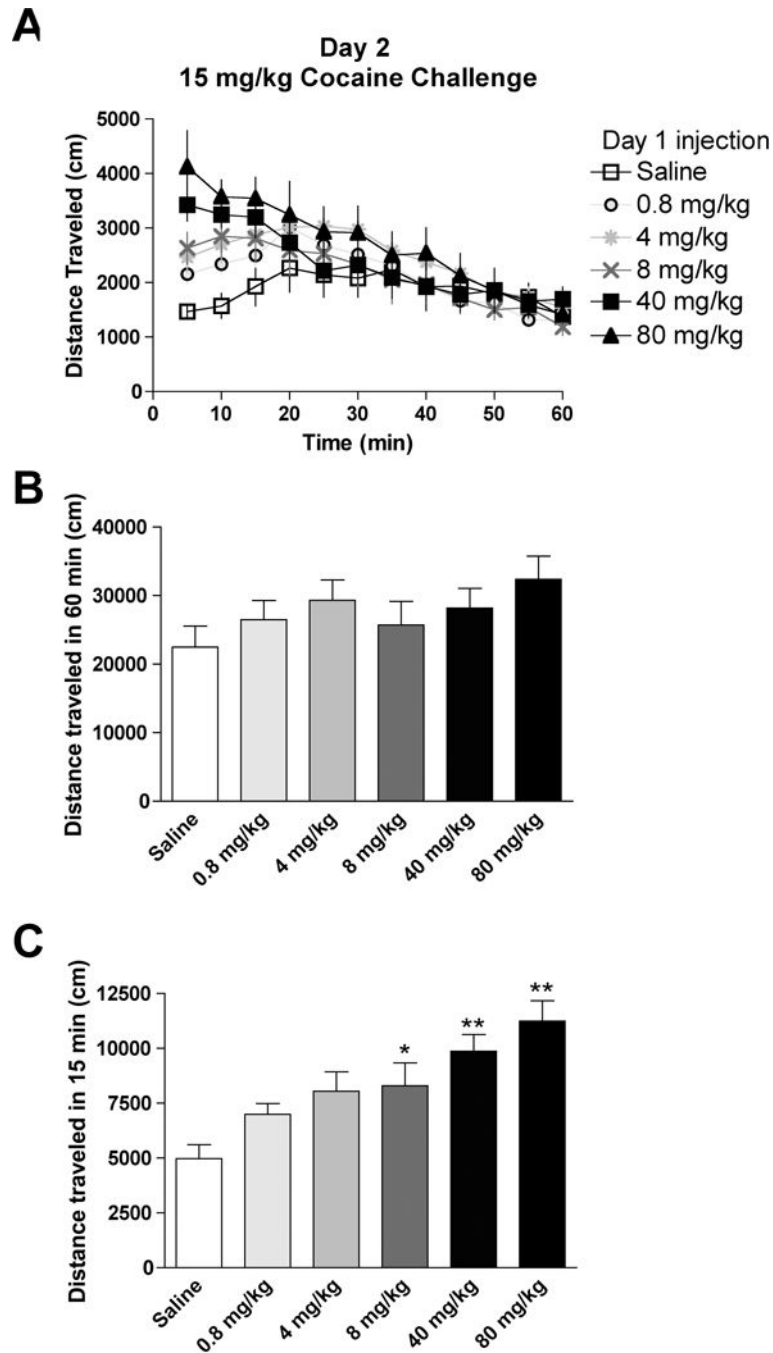 A
Day 2
15 mg/kg Cocaine Challenge
Distance Traveled (cm)
5000
4000
3000
2000
1000
0
0 10 20 30 40 50 60
Time (min)
Day 1 injection
Saline
0.8 mg/kg
4 mg/kg
8 mg/kg
40 mg/kg
80 mg/kg
B
Distance traveled in 60 min (cm)
40000
30000
20000
10000
0
Saline
0.8 mg/kg
4 mg/kg
8 mg/kg
40 mg/kg
80 mg/kg
C
Distance traveled in 15 min (cm)
12500
10000
7500
5000
2500
0
*
**
**
Saline
0.8 mg/kg
4 mg/kg
8 mg/kg
40 mg/kg
80 mg/kg